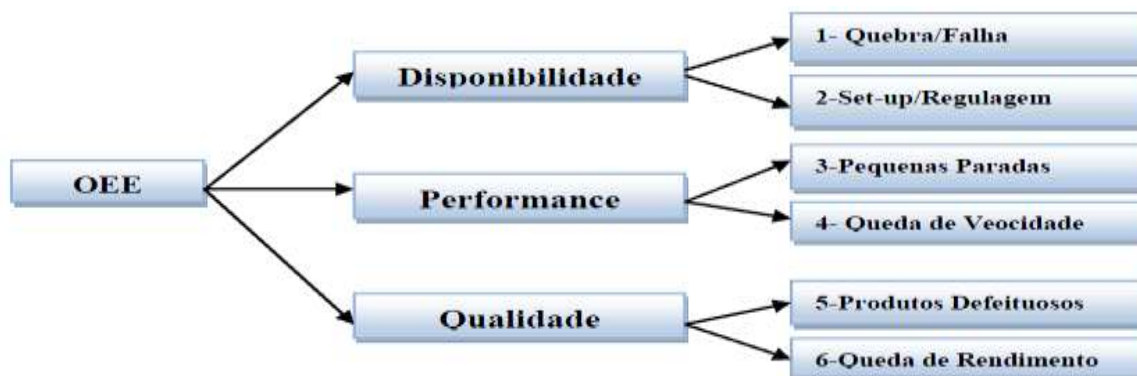 OEE
Disponibilidade
1- Quebra/Falha
2-Set-up/Regulagem
Performance
3-Pequenas Paradas
4- Queda de Veocidade
Qualidade
5-Produtos Defeituosos
6-Queda de Rendimento